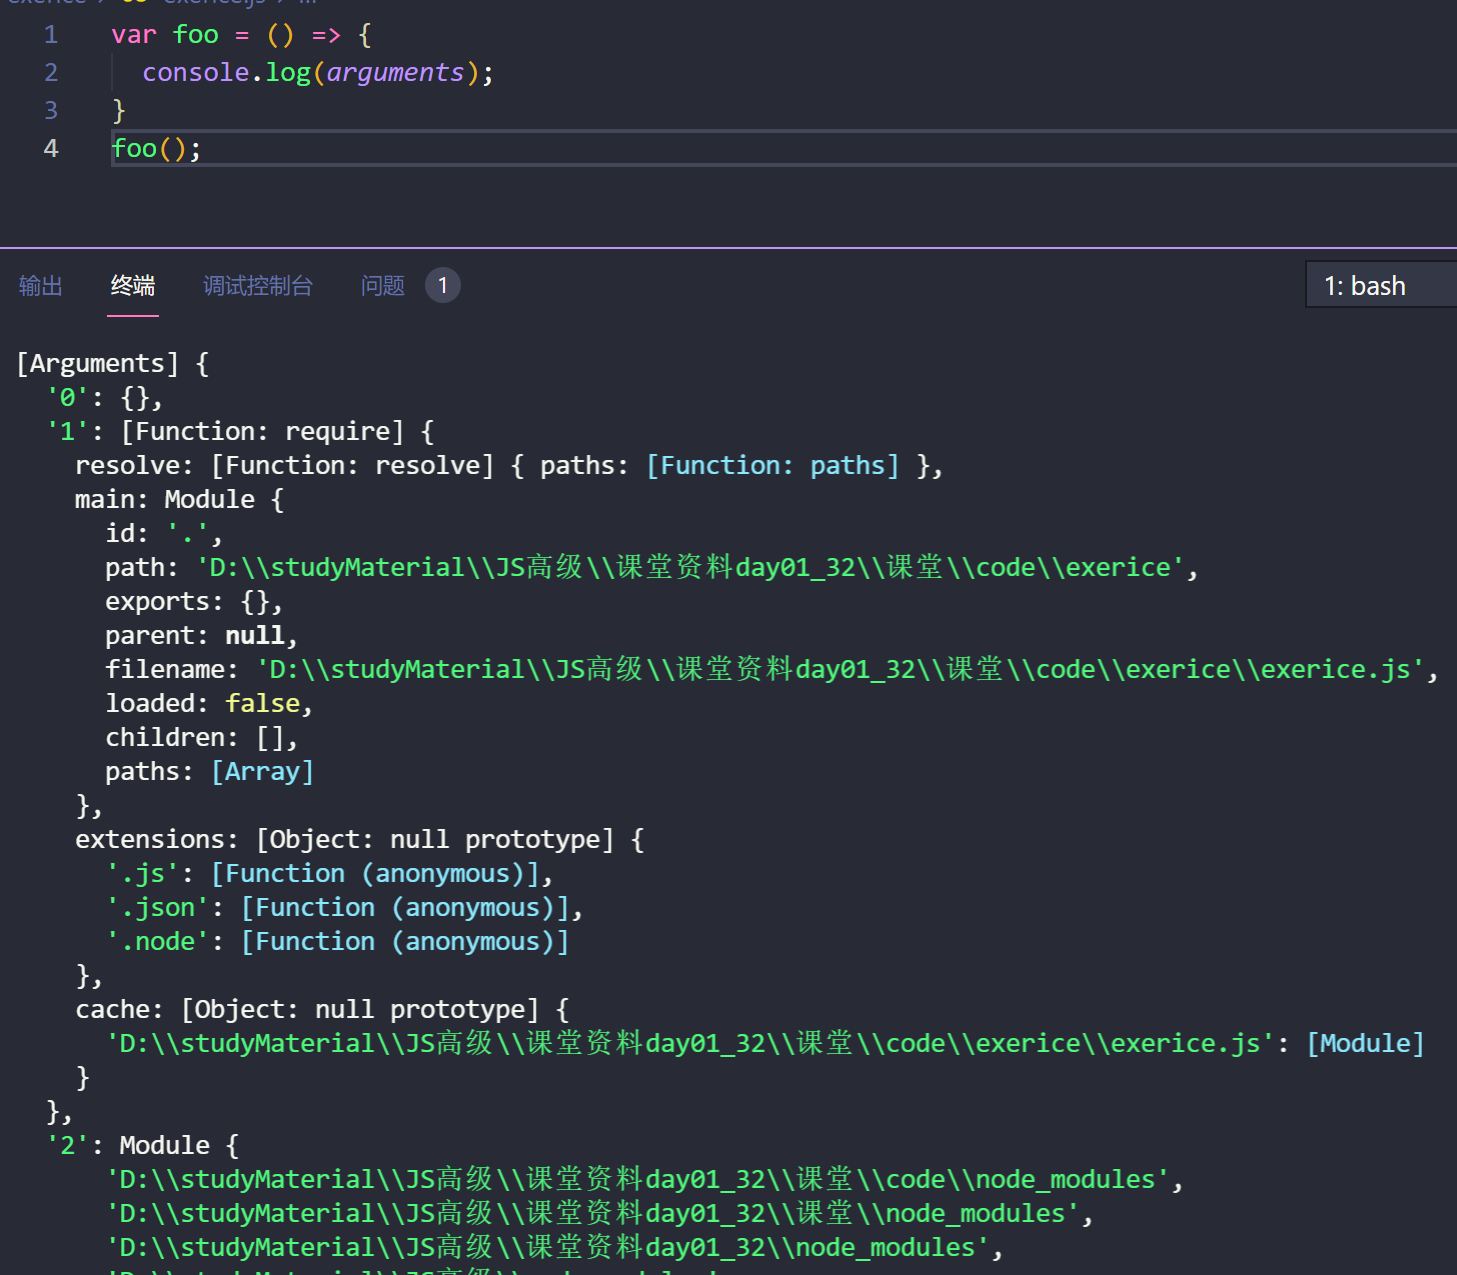 1 var foo = () => {
2 console.log(arguments);
3 }
4 foo();
输出 终端 调试控制台 问题 1 1: bash
[Arguments] {
'0': {},
'1': [Function: require] {
resolve: [Function: resolve] { paths: [Function: paths] },
main: Module {
id: '.',
path: 'D:\\studyMaterial\\JS高级\\课堂资料day01_32\\课堂\\code\\exerice',
exports: {},
parent: null,
filename: 'D:\\studyMaterial\\JS高级\\课堂资料day01_32\\课堂\\code\\exerice\\exerice.js',
loaded: false,
children: [],
paths: [Array]
},
extensions: [Object: null prototype] {
'.js': [Function (anonymous)],
'.json': [Function (anonymous)],
'.node': [Function (anonymous)]
},
cache: [Object: null prototype] {
'D:\\studyMaterial\\JS高级\\课堂资料day01_32\\课堂\\code\\exerice\\exerice.js': [Module]
}
},
'2': Module {
'D:\\studyMaterial\\JS高级\\课堂资料day01_32\\课堂\\code\\node_modules',
'D:\\studyMaterial\\JS高级\\课堂资料day01_32\\课堂\\node_modules',
'D:\\studyMaterial\\JS高级\\课堂资料day01_32\\node_modules',